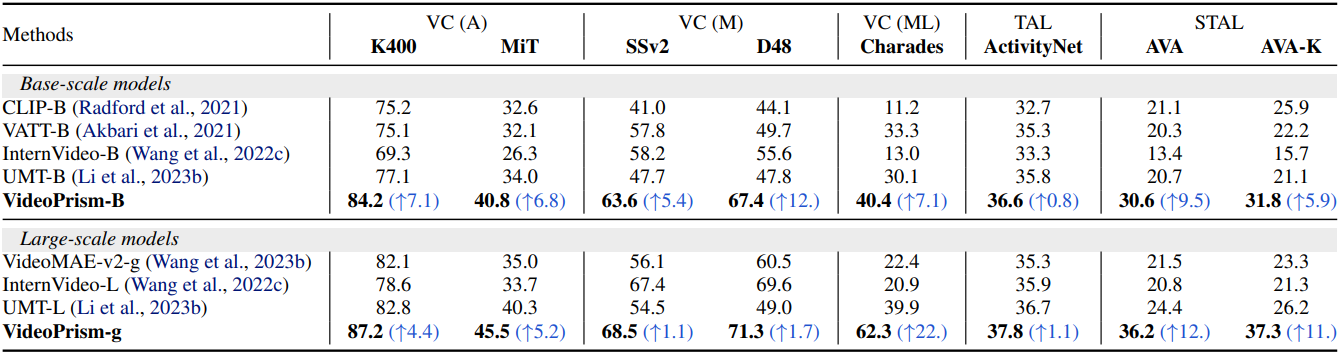 Methods VC (A) VC (M) VC (ML) TAL STAL
K400 MiT SSv2 D48 Charades ActivityNet AVA AVA-K
Base-scale models
CLIP-B (Radford et al., 2021) 75.2 32.6 41.0 44.1 11.2 32.7 21.1 25.9
VATT-B (Akbari et al., 2021) 75.1 32.1 57.8 49.7 33.3 35.3 20.3 22.2
InternVideo-B (Wang et al., 2022c) 69.3 26.3 58.2 55.6 13.0 33.3 13.4 15.7
UMT-B (Li et al., 2023b) 77.1 34.0 47.7 47.8 30.1 35.8 20.7 21.1
VideoPrism-B 84.2 (↑7.1) 40.8 (↑6.8) 63.6 (↑5.4) 67.4 (↑12.) 40.4 (↑7.1) 36.6 (↑0.8) 30.6 (↑9.5) 31.8 (↑5.9)
Large-scale models
VideoMAE-v2-g (Wang et al., 2023b) 82.1 35.0 56.1 60.5 22.4 35.3 21.5 23.3
InternVideo-L (Wang et al., 2022c) 78.6 33.7 67.4 69.6 20.9 35.9 20.8 21.3
UMT-L (Li et al., 2023b) 82.8 40.3 54.5 49.0 39.9 36.7 24.4 26.2
VideoPrism-g 87.2 (↑4.4) 45.5 (↑5.2) 68.5 (↑1.1) 71.3 (↑1.7) 62.3 (↑22.) 37.8 (↑1.1) 36.2 (↑12.) 37.3 (↑11.)